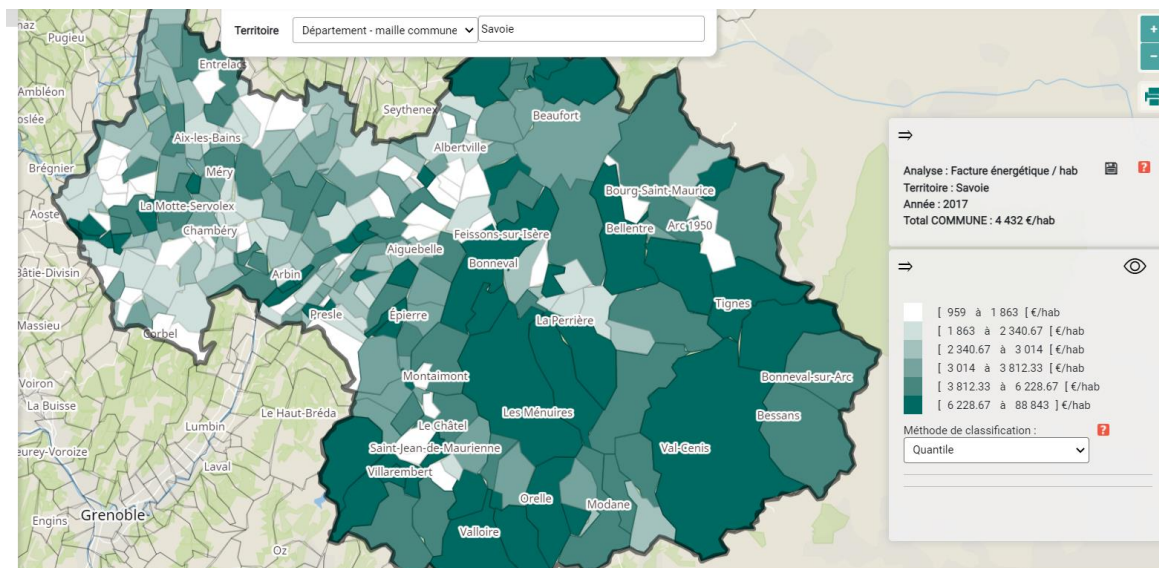 Territoire
Département - maille commune
Savoie
Pugieu
Entrelacs
Ambléon
Seythenex
Beaufort
Aix-les-Bains
Albertville
Brégnier
Méry
Bourg-Saint-Maurice
La Motte-Servolex
Aoste
Chambéry
Feissons-sur-Isère
Bellentre
Arc 1950
Aiguebelle
Bonneval
Arbin
Bâtie-Divisin
Tignes
Presle
Épierre
La Perrière
Massieu
Corbel
Montaimont
Bonneval-sur-Arc
Voiron
La Buisse
Le Haut-Bréda
Les Ménuires
Bessans
Lumbin
Le Châtel
Saint-Jean-de-Maurienne
Val-Cenis
Laval
Villarembert
Orelle
Modane
Engins
Grenoble
Valloire
Oz
+
−
⇒
Analyse : Facture énergétique / hab
?
Territoire : Savoie
Année : 2017
Total COMMUNE : 4 432 €/hab
⇒
[ 959 à 1 863 [ €/hab
[ 1 863 à 2 340.67 [ €/hab
[ 2 340.67 à 3 014 [ €/hab
[ 3 014 à 3 812.33 [ €/hab
[ 3 812.33 à 6 228.67 [ €/hab
[ 6 228.67 à 88 843 ] €/hab
Méthode de classification :
?
Quantile